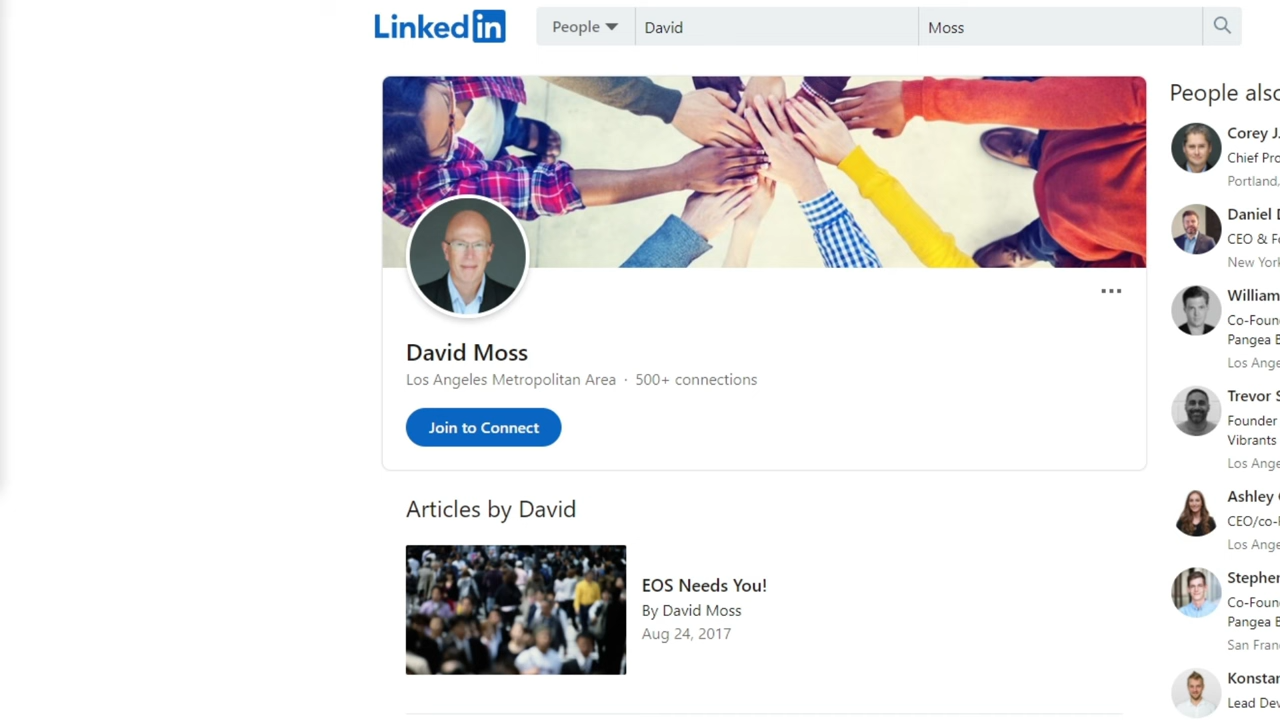 LinkedIn
People
David
Moss
David Moss
Los Angeles Metropolitan Area · 500+ connections
Join to Connect
Articles by David
EOS Needs You!
By David Moss
Aug 24, 2017
People also
Corey J.
Chief Pro
Portland,
Daniel
CEO &
New York
William
Co-Foun
Pangea
Los Ange
Trevor
Founder
Vibrants
Los Ange
Ashley
CEO/co-
Los Ange
Stephen
Co-Foun
Pangea
San Fran
Konstan
Lead Dev